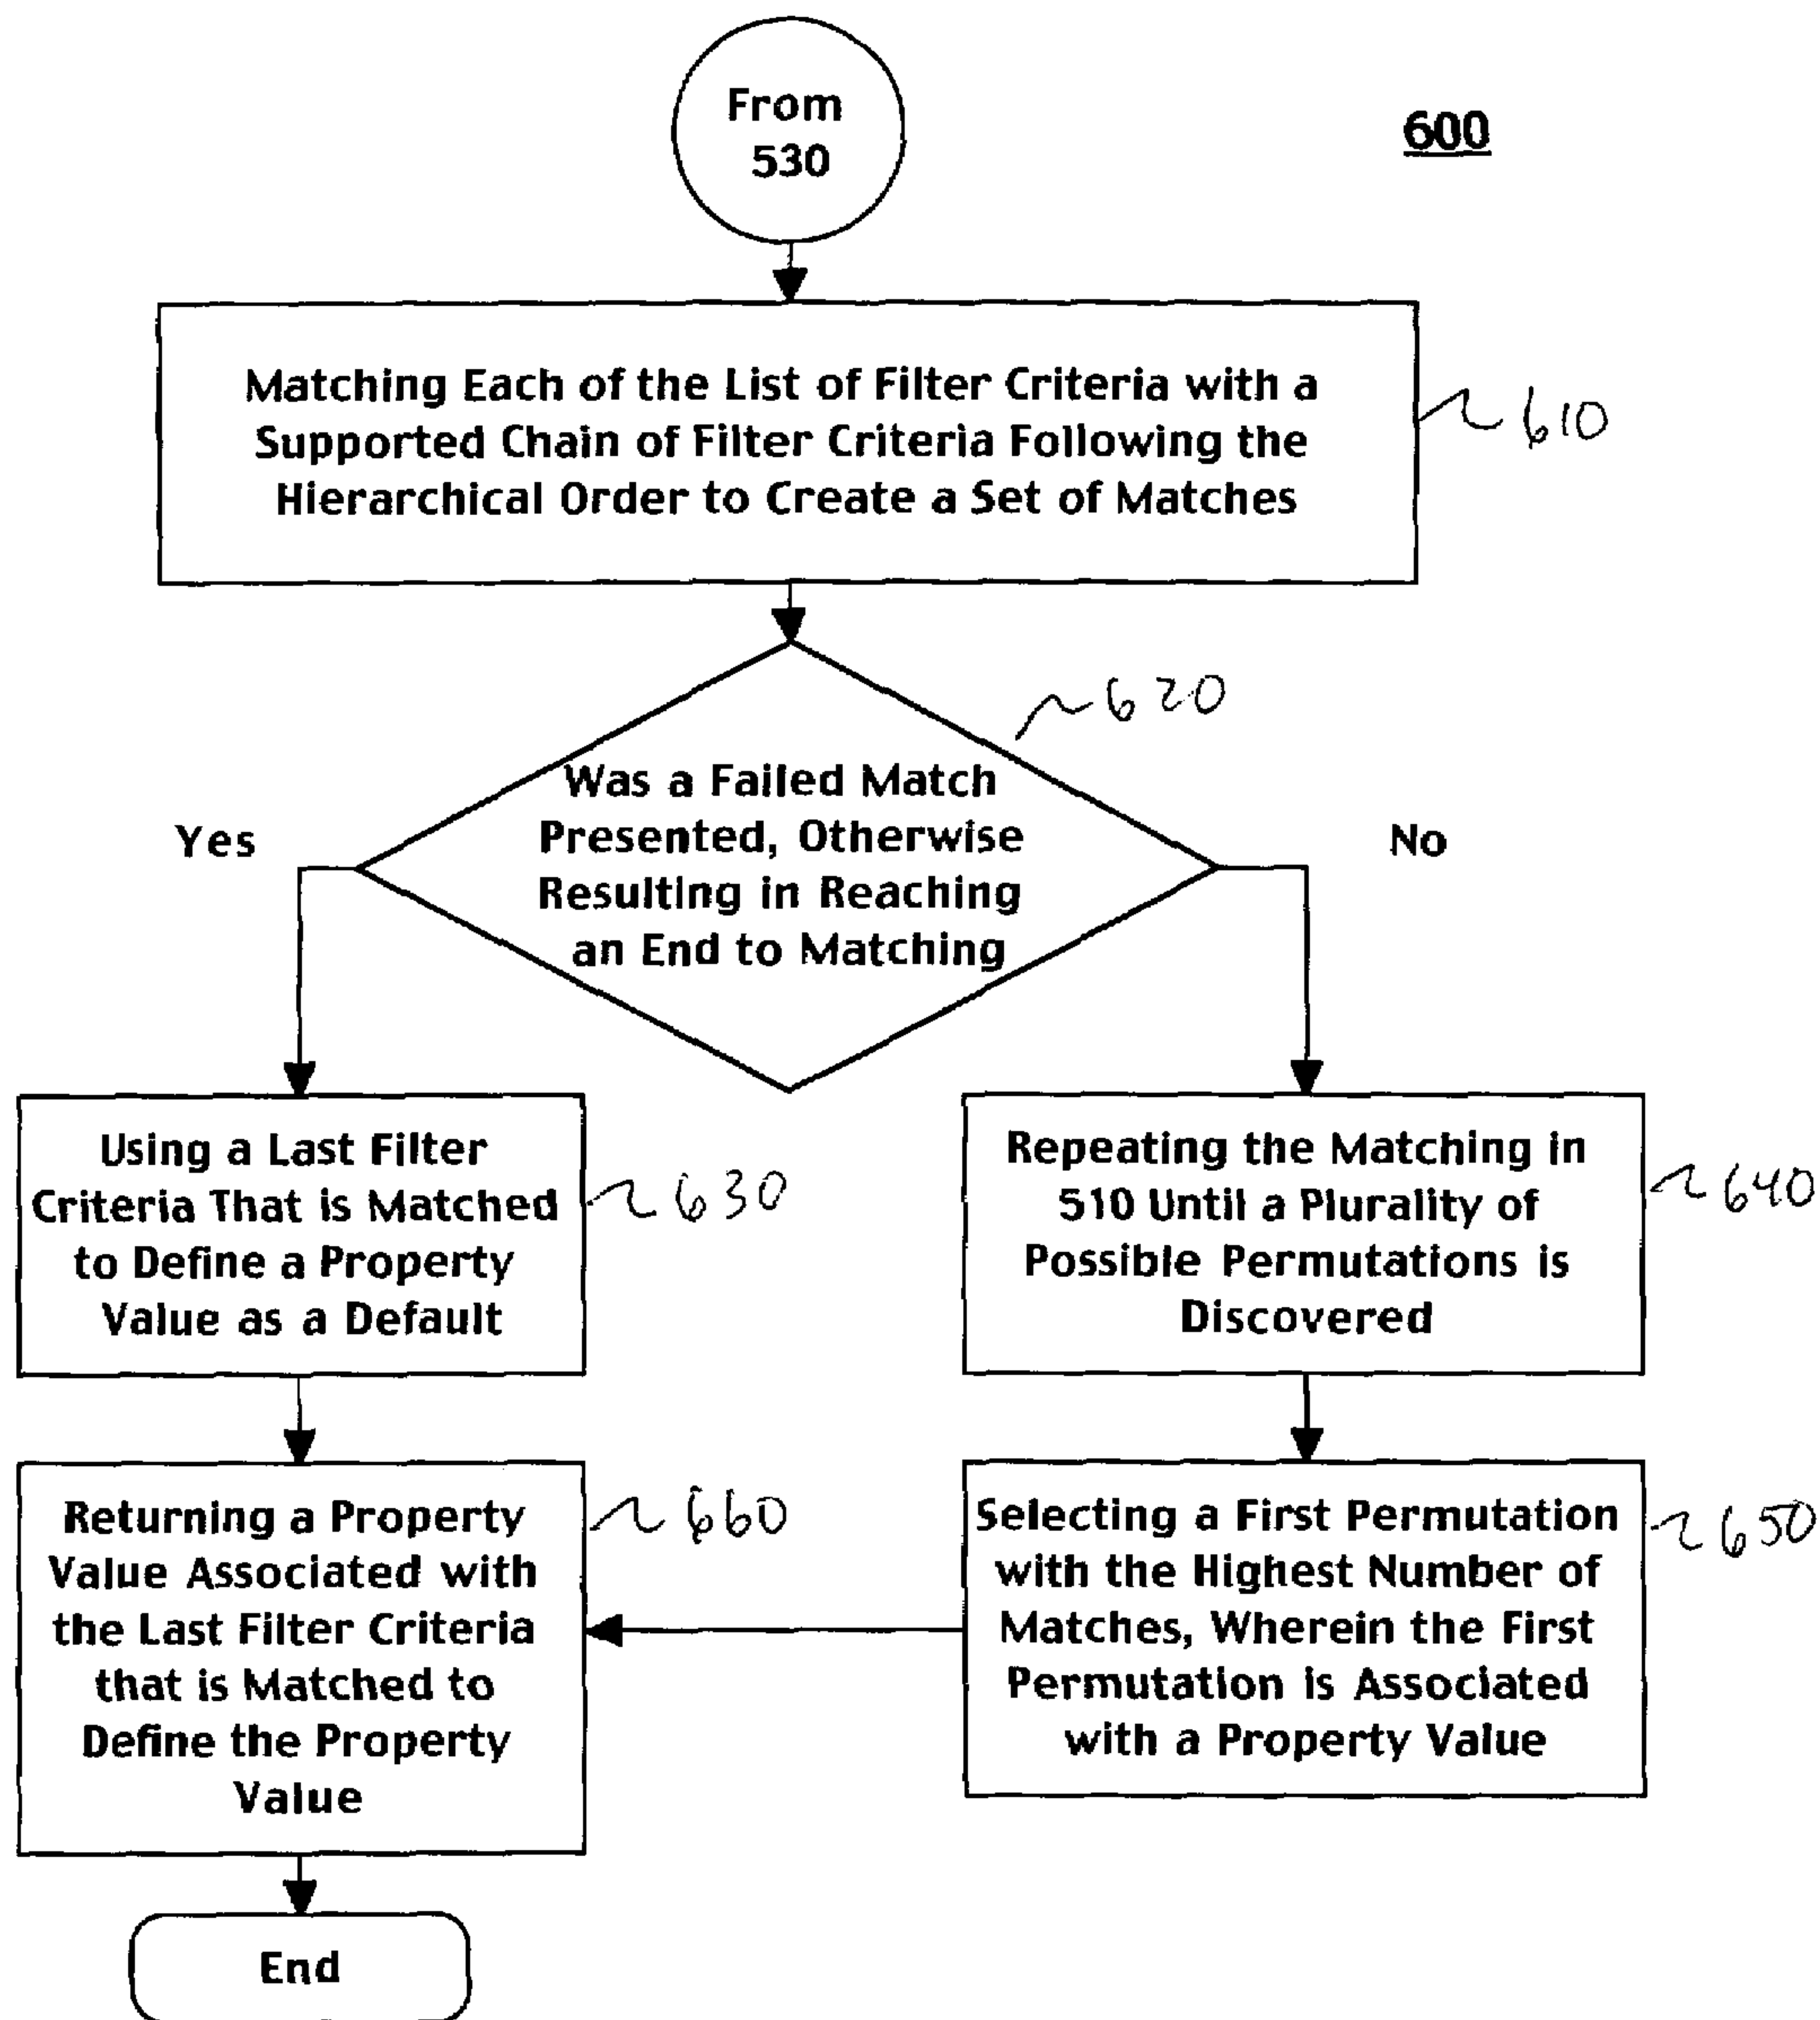 From
530
600
Matching Each of the List of Filter Criteria with a
Supported Chain of Filter Criteria Following the
Hierarchical Order to Create a Set of Matches
610
620
Was a Failed Match
Presented, Otherwise
Resulting in Reaching
an End to Matching
Yes
No
Using a Last Filter
Criteria That is Matched
to Define a Property
Value as a Default
630
Repeating the Matching in
510 Until a Plurality of
Possible Permutations is
Discovered
640
Returning a Property
Value Associated with
the Last Filter Criteria
that is Matched to
Define the Property
Value
660
Selecting a First Permutation
with the Highest Number of
Matches, Wherein the First
Permutation is Associated
with a Property Value
650
End